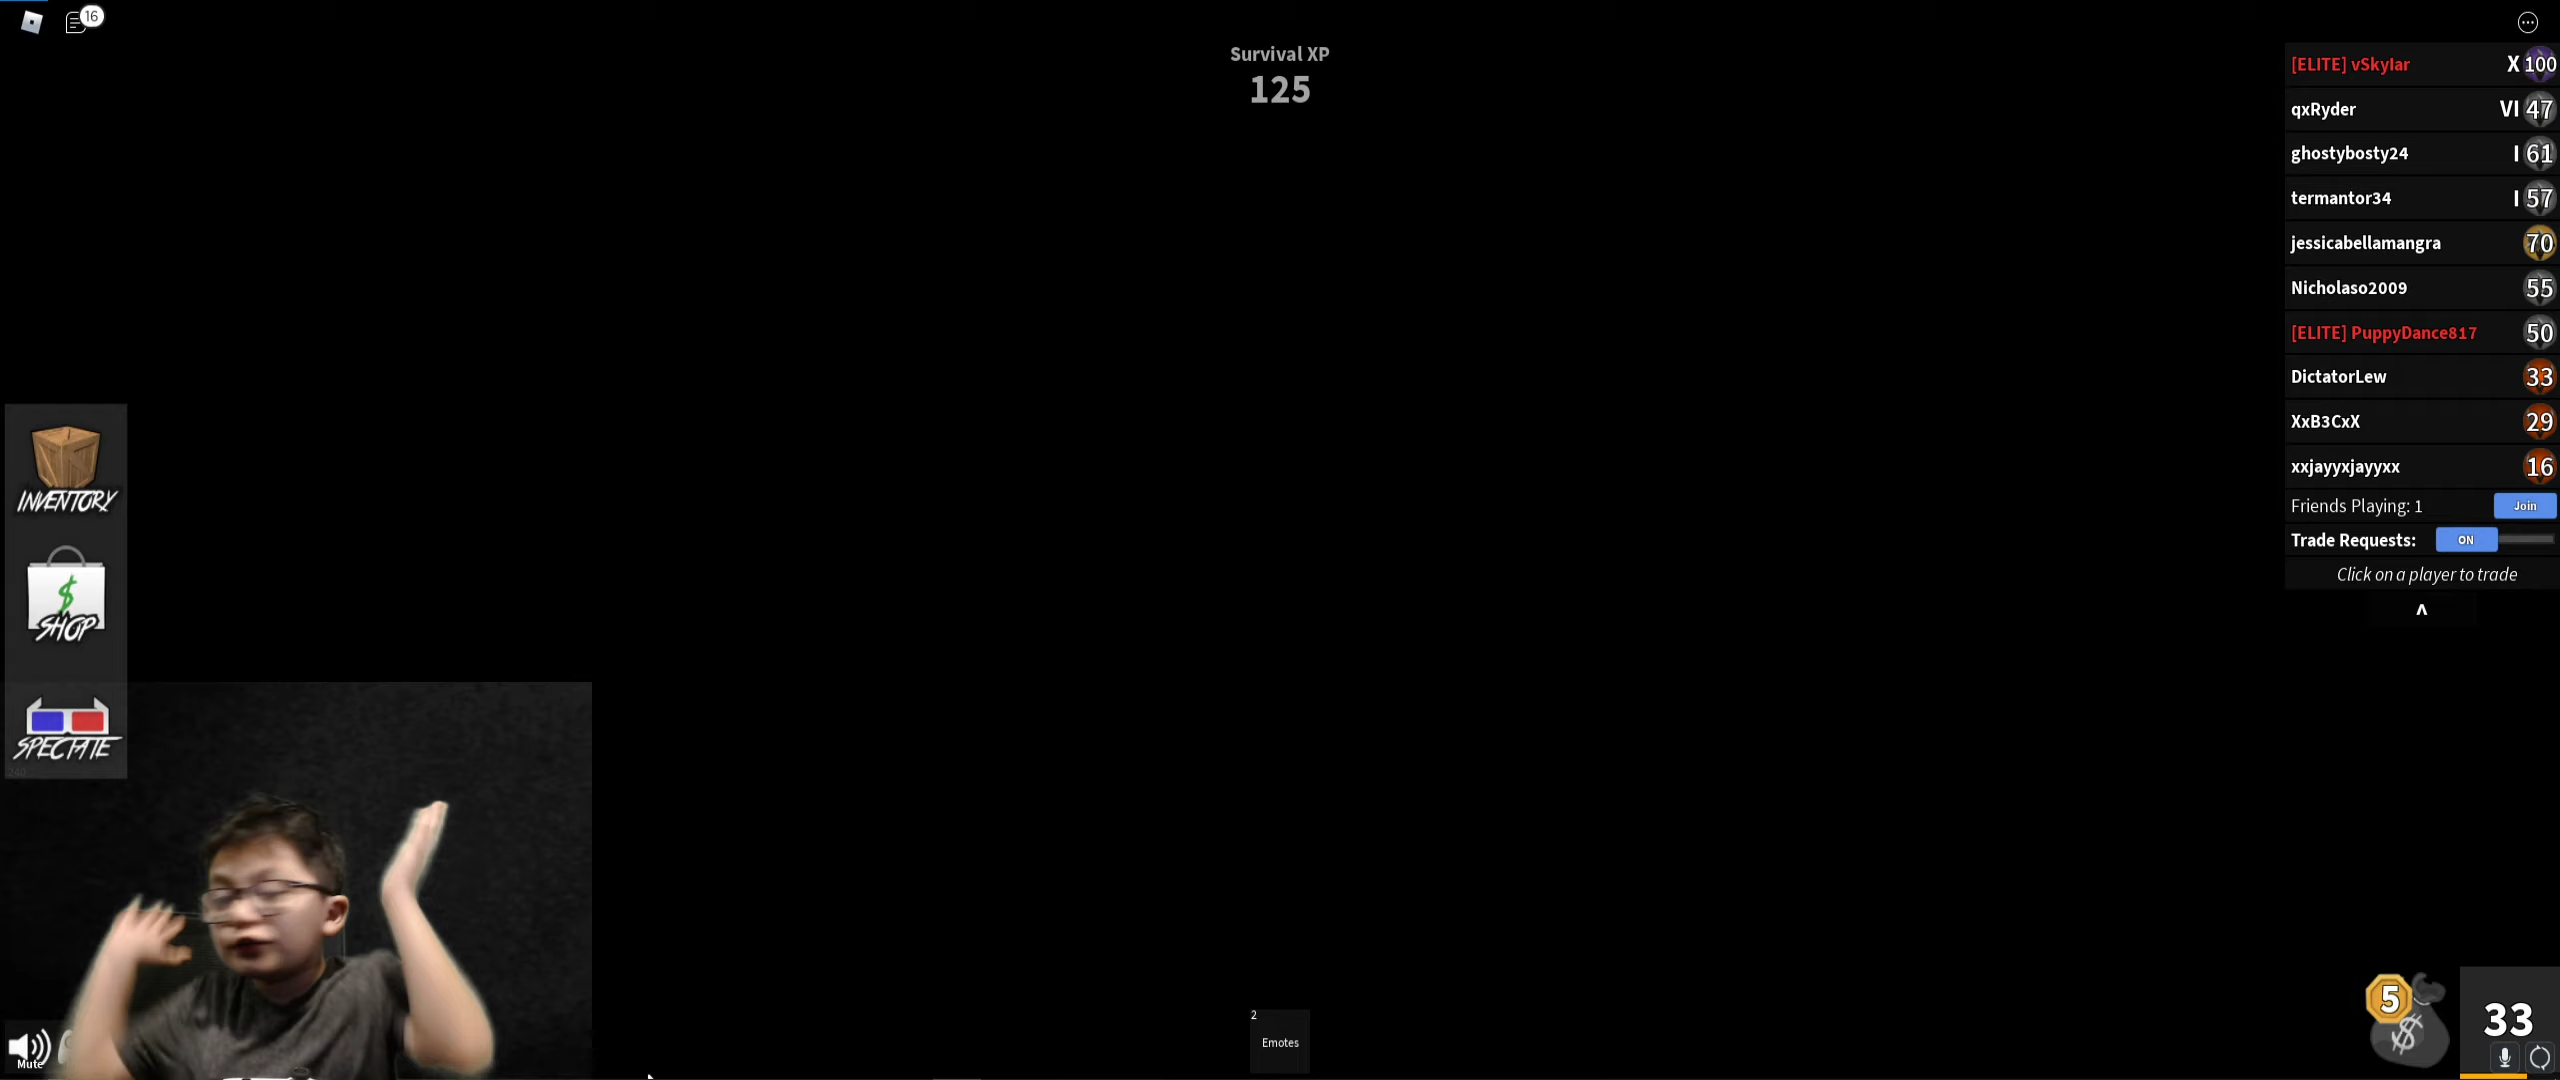 16
Survival XP
125
[ELITE] vSkylar X 100
qxRyder VI 47
ghostybosty24 I 61
termantor34 I 57
jessicabellamangra 70
Nicholaso2009 55
[ELITE] PuppyDance817 50
DictatorLew 33
XxB3CxX 29
xxjayyxjayyxx 16
Friends Playing: 1 Join
Trade Requests: ON
Click on a player to trade
INVENTORY
$
SHOP
SPECTATE
240
Mute
2
Emotes
5
$
33